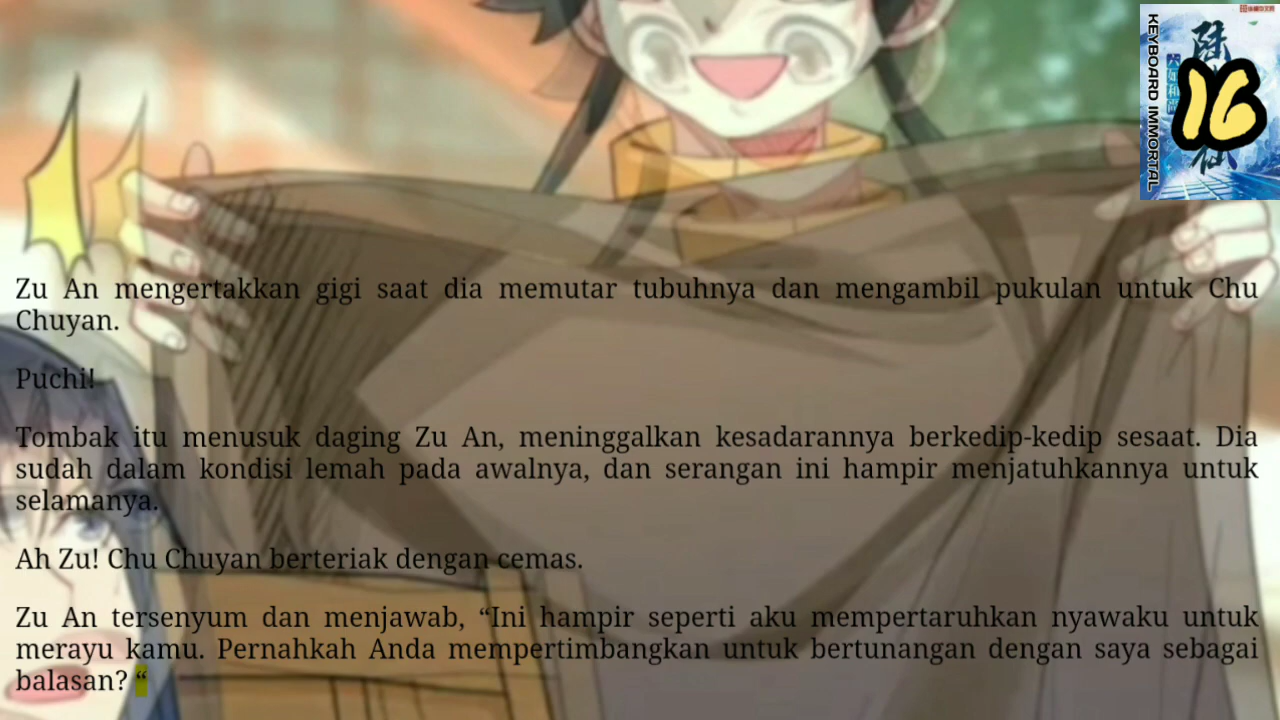 KEYBOARD IMMORTAL
16
Zu An mengertakkan gigi saat dia memutar tubuhnya dan mengambil pukulan untuk Chu
Chuyan.
Puchi!
Tombak itu menusuk daging Zu An, meninggalkan kesadarannya berkedip-kedip sesaat. Dia
sudah dalam kondisi lemah pada awalnya, dan serangan ini hampir menjatuhkannya untuk
selamanya.
Ah Zu! Chu Chuyan berteriak dengan cemas.
Zu An tersenyum dan menjawab, “Ini hampir seperti aku mempertaruhkan nyawaku untuk
merayu kamu. Pernahkah Anda mempertimbangkan untuk bertunangan dengan saya sebagai
balasan? “